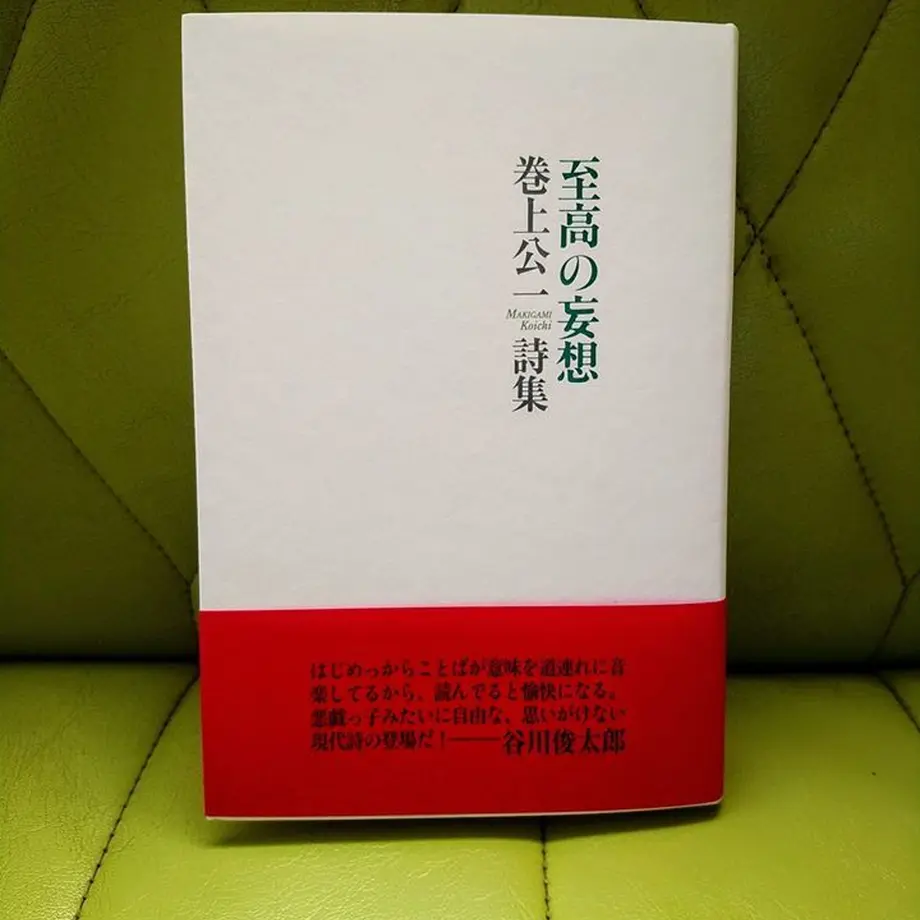 至高の妄想
巻上公一
MAKIGAMI
Koichi
詩集
はじめっからことばが意味を道連れに音
楽してるから、読んでると愉快になる。
悪戯っ子みたいに自由な、思いがけない
現代詩の登場だ!――谷川俊太郎